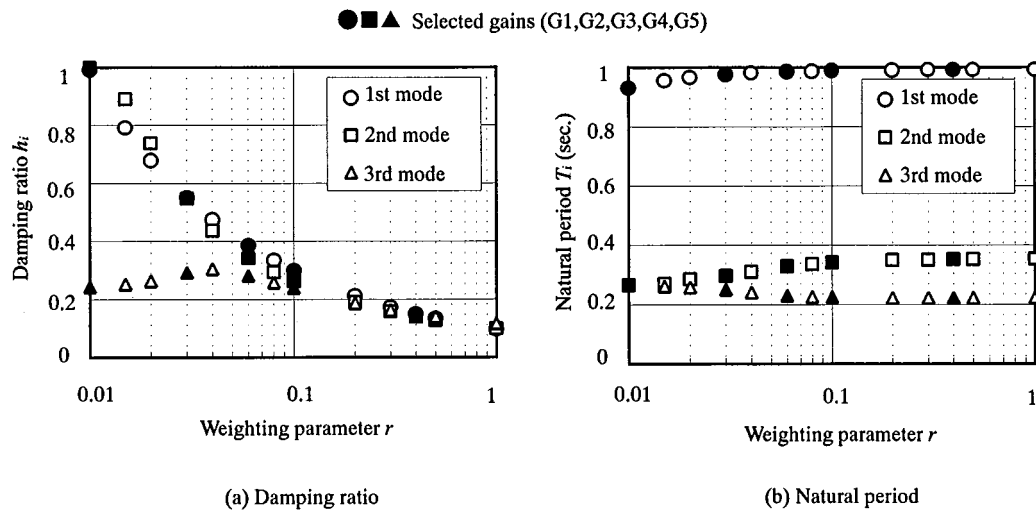 ●■▲ Selected gains (G1,G2,G3,G4,G5)
Damping ratio hᵢ
1
0.8
0.6
0.4
0.2
0
1st mode
2nd mode
3rd mode
0.01
0.1
1
Weighting parameter r
(a) Damping ratio
Natural period Tᵢ (sec.)
1
0.8
0.6
0.4
0.2
0
1st mode
2nd mode
3rd mode
0.01
0.1
1
Weighting parameter r
(b) Natural period